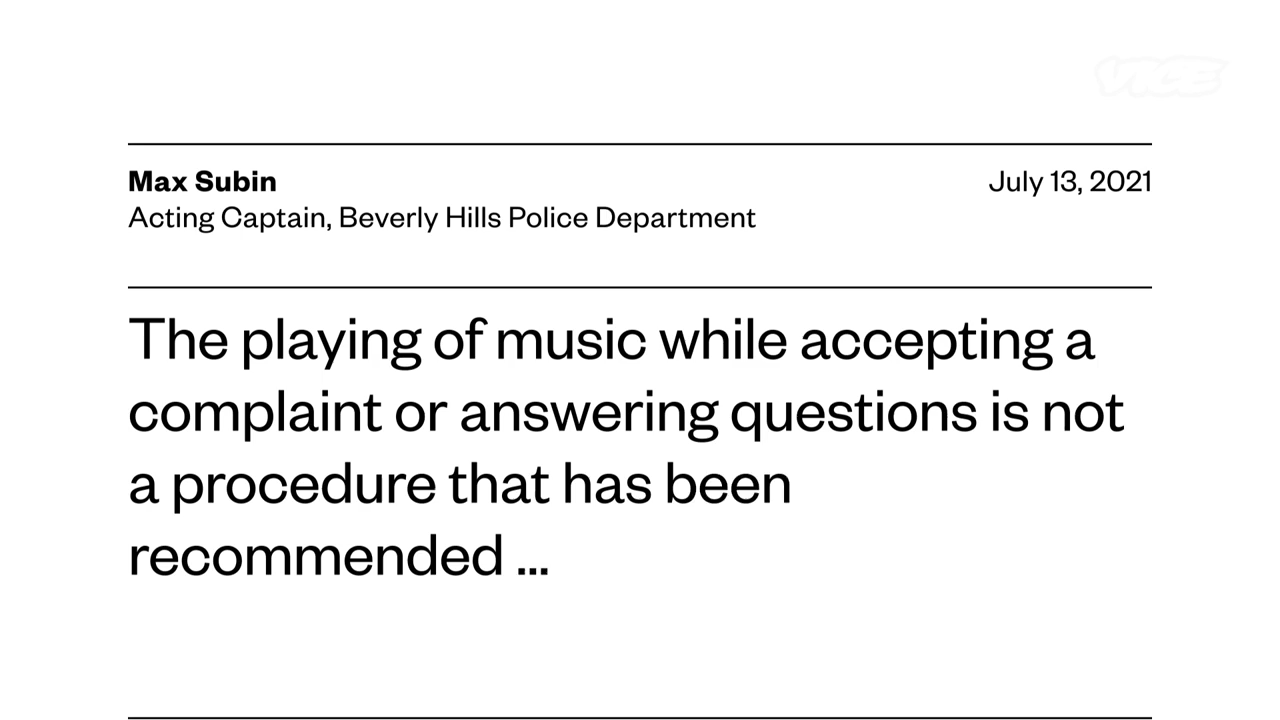 VICE
Max Subin
July 13, 2021
Acting Captain, Beverly Hills Police Department
The playing of music while accepting a
complaint or answering questions is not
a procedure that has been
recommended ...